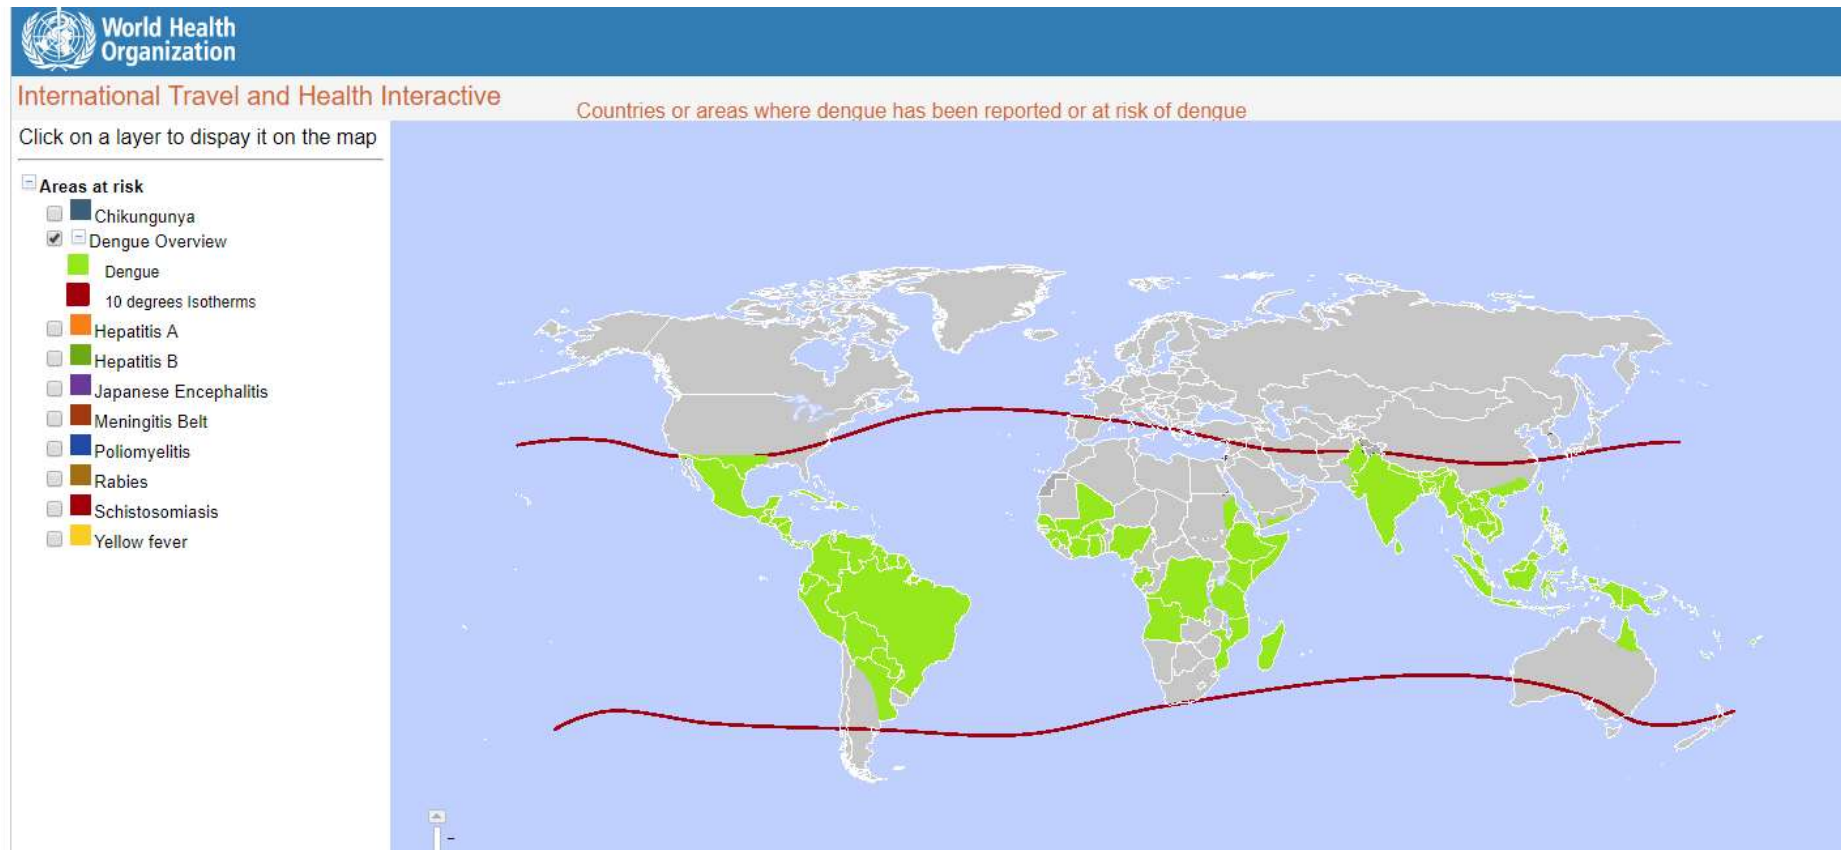 World Health
Organization
International Travel and Health Interactive
Countries or areas where dengue has been reported or at risk of dengue
Click on a layer to dispay it on the map
Areas at risk
Chikungunya
Dengue Overview
Dengue
10 degrees Isotherms
Hepatitis A
Hepatitis B
Japanese Encephalitis
Meningitis Belt
Poliomyelitis
Rabies
Schistosomiasis
Yellow fever